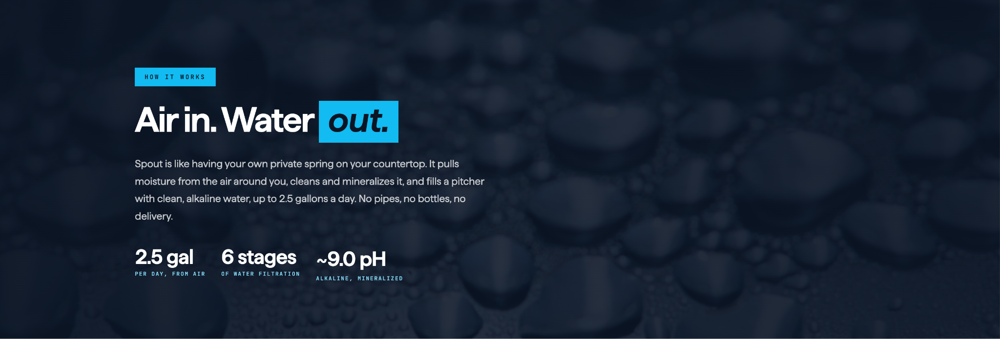 HOW IT WORKS
Air in. Water out.
Spout is like having your own private spring on your countertop. It pulls
moisture from the air around you, cleans and mineralizes it, and fills a pitcher
with clean, alkaline water, up to 2.5 gallons a day. No pipes, no bottles, no
delivery.
2.5 gal
PER DAY, FROM AIR
6 stages
OF WATER FILTRATION
~9.0 pH
ALKALINE, MINERALIZED